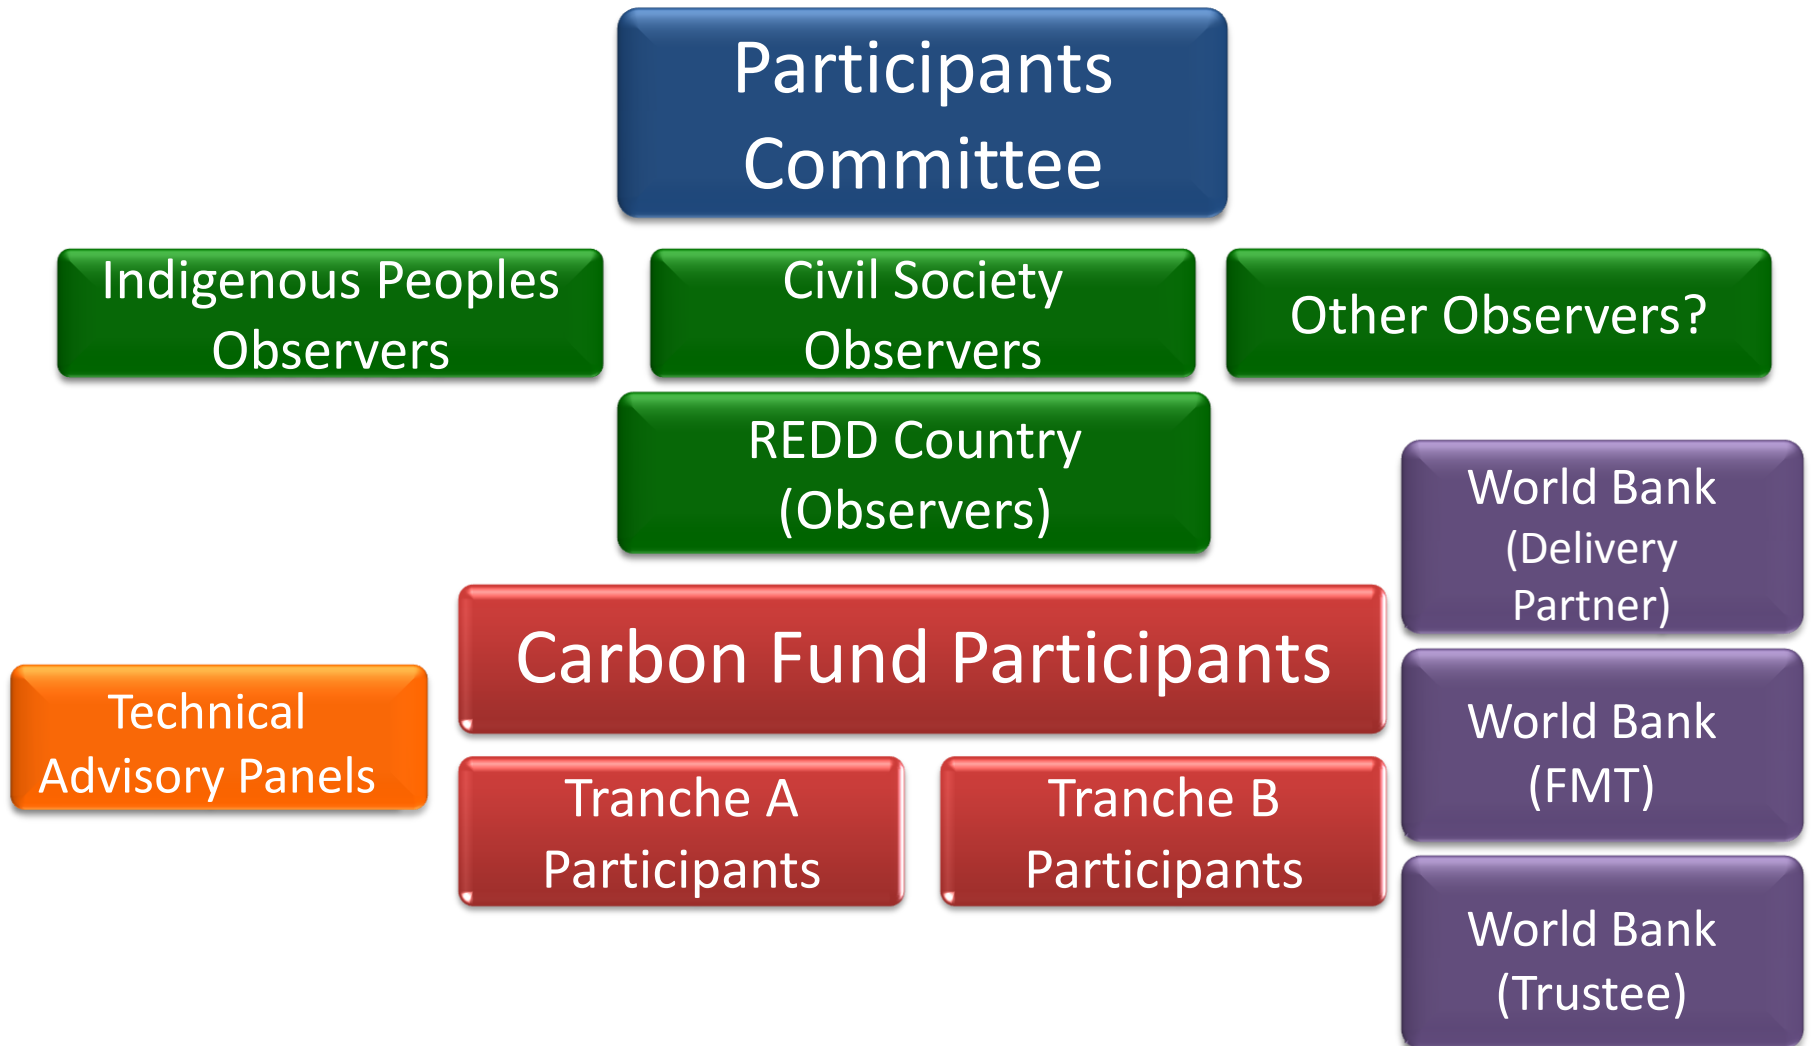 Participants
Committee
Indigenous Peoples
Observers
Civil Society
Observers
Other Observers?
REDD Country
(Observers)
World Bank
(Delivery
Partner)
Carbon Fund Participants
Technical
Advisory Panels
World Bank
(FMT)
Tranche A
Participants
Tranche B
Participants
World Bank
(Trustee)